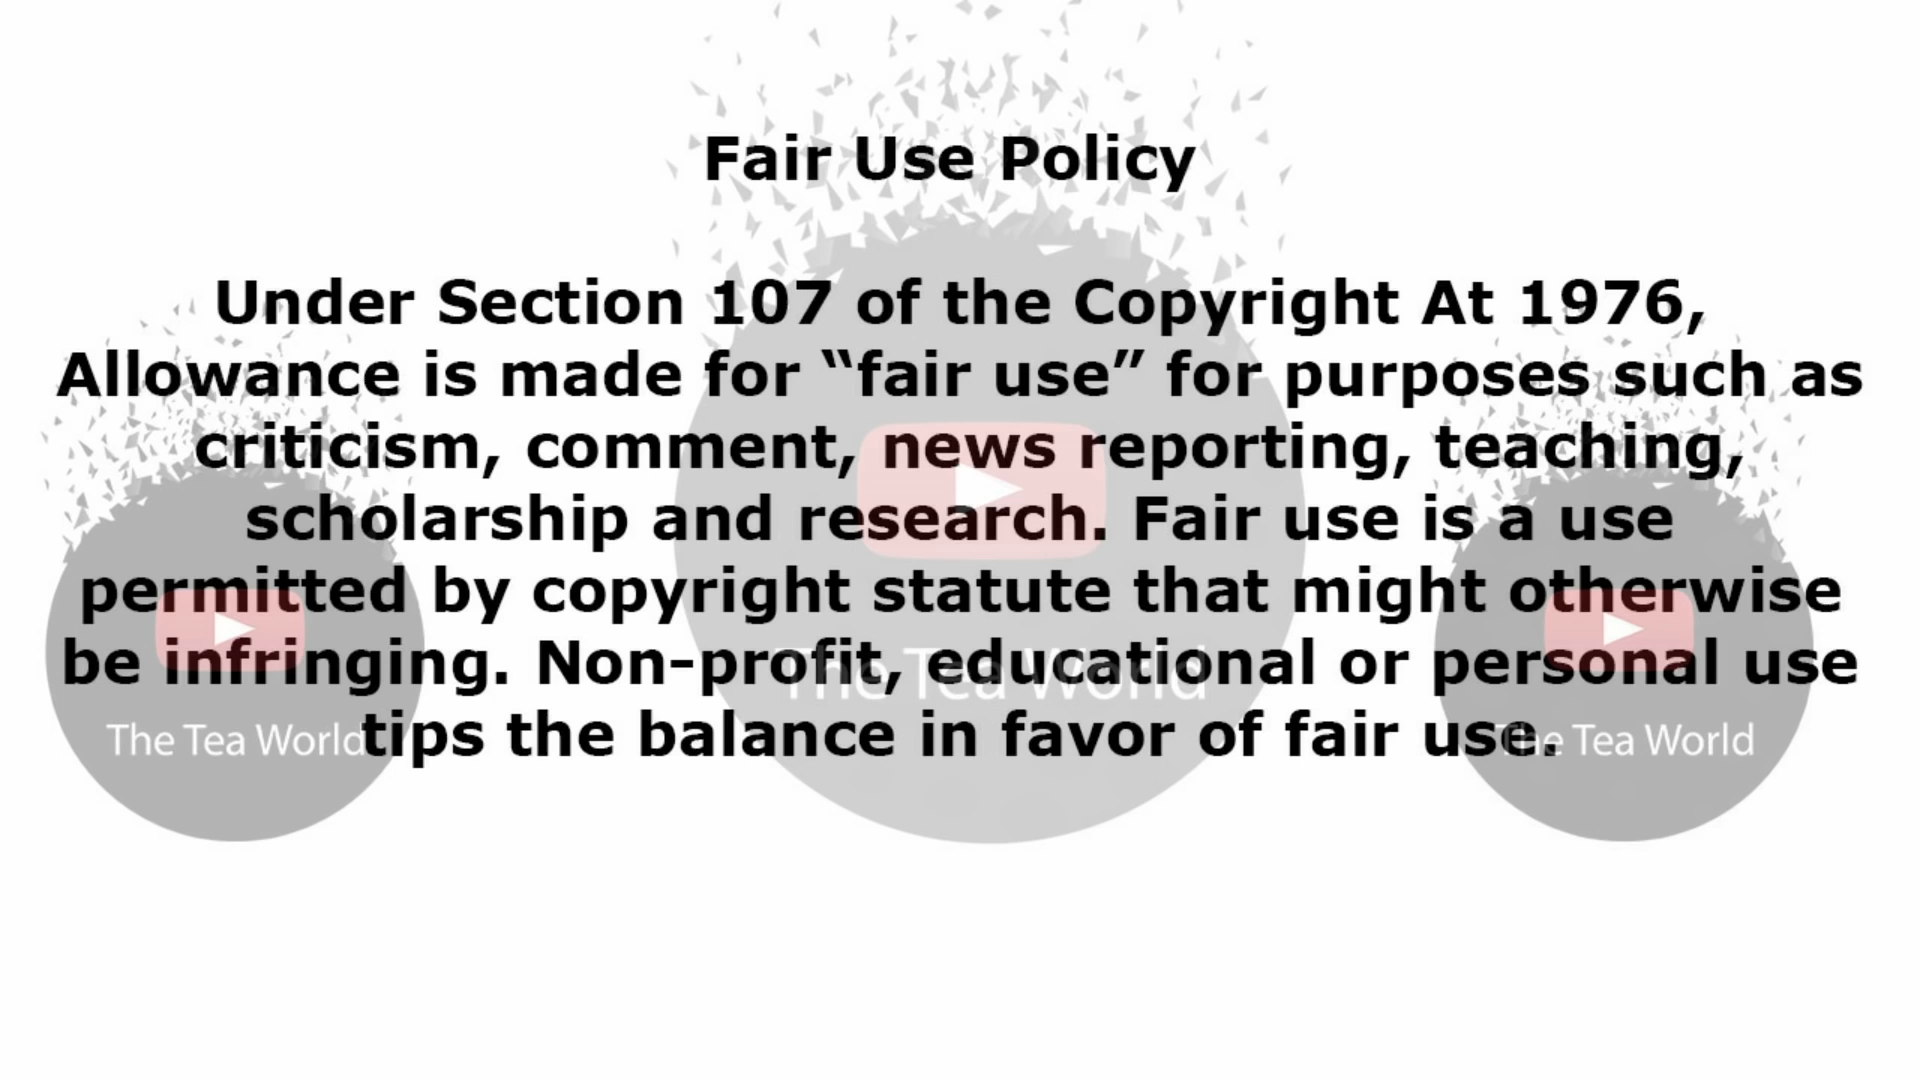 Fair Use Policy
Under Section 107 of the Copyright At 1976,
Allowance is made for “fair use” for purposes such as
criticism, comment, news reporting, teaching,
scholarship and research. Fair use is a use
permitted by copyright statute that might otherwise
be infringing. Non-profit, educational or personal use
tips the balance in favor of fair use.
The Tea World
The Tea World
The Tea World